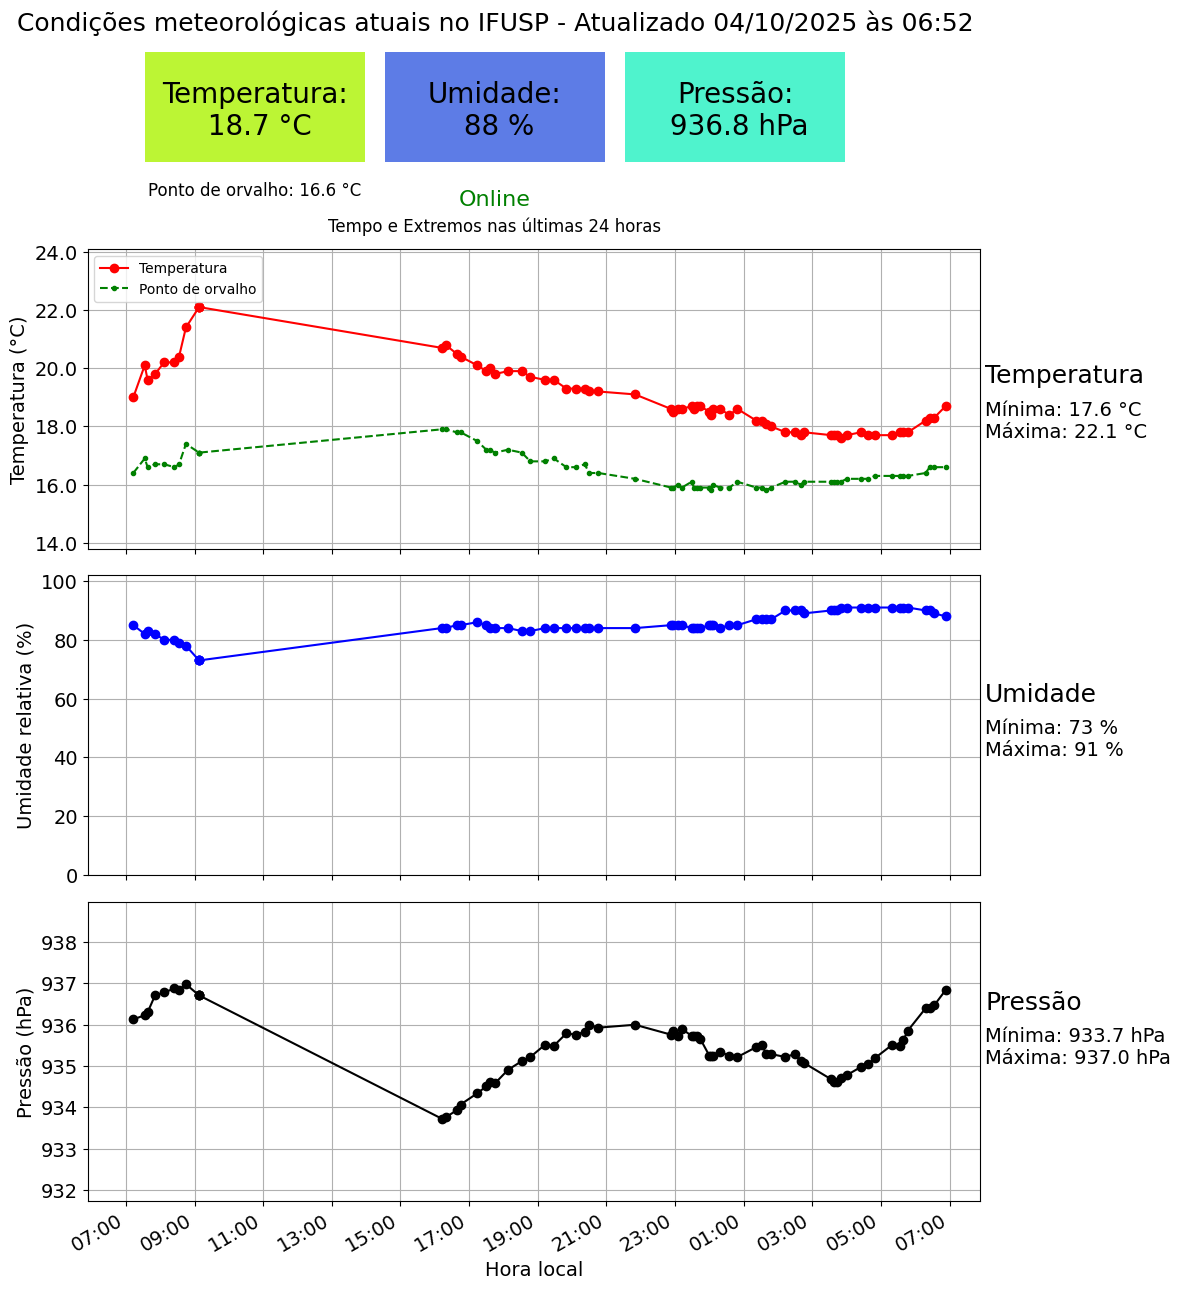 Condições meteorológicas atuais no IFUSP - Atualizado 04/10/2025 às 06:52
Temperatura:
18.7 °C
Umidade:
88 %
Pressão:
936.8 hPa
Ponto de orvalho: 16.6 °C
Online
Tempo e Extremos nas últimas 24 horas
Temperatura (°C)
24.0
22.0
20.0
18.0
16.0
14.0
Temperatura
Ponto de orvalho
Temperatura
Mínima: 17.6 °C
Máxima: 22.1 °C
Umidade relativa (%)
100
80
60
40
20
0
Umidade
Mínima: 73 %
Máxima: 91 %
Pressão (hPa)
938
937
936
935
934
933
932
Pressão
Mínima: 933.7 hPa
Máxima: 937.0 hPa
07:00
09:00
11:00
13:00
15:00
17:00
19:00
21:00
23:00
01:00
03:00
05:00
07:00
Hora local